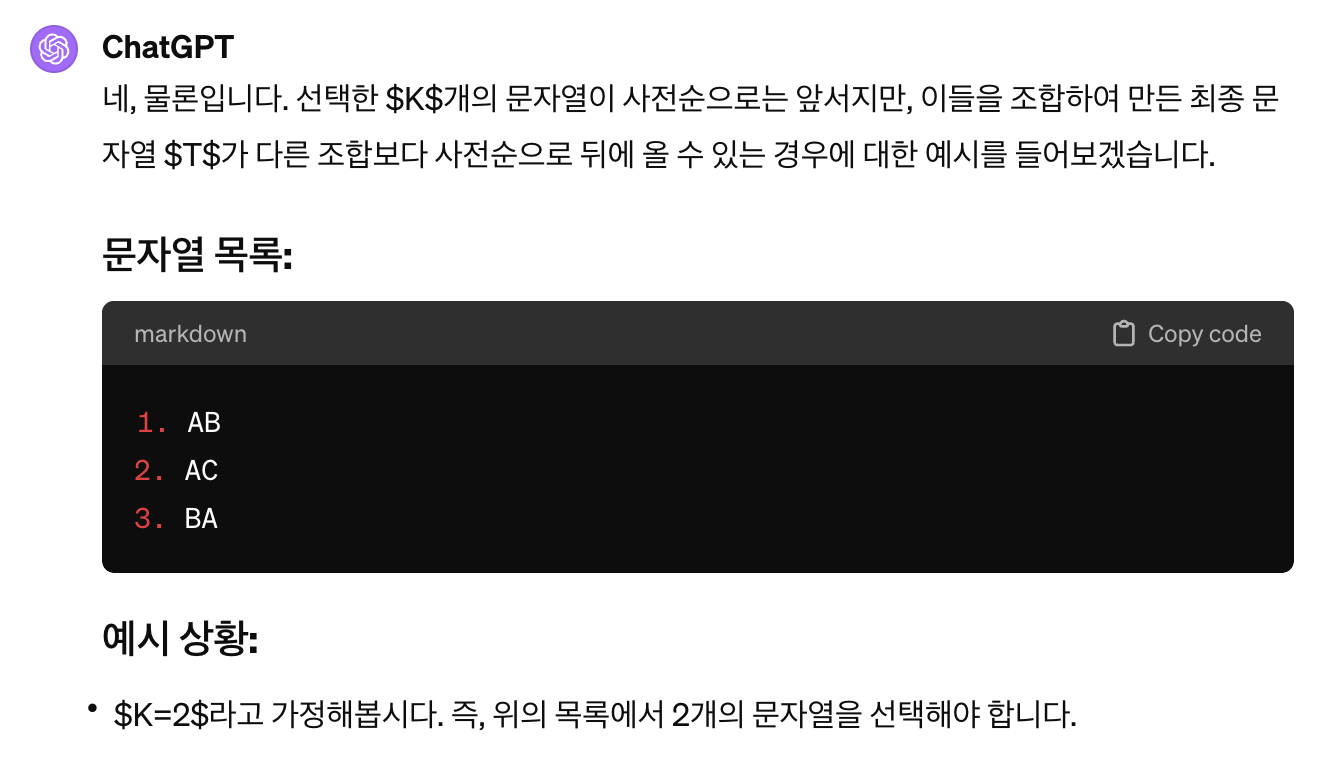 ChatGPT
네, 물론입니다. 선택한 $K$개의 문자열이 사전순으로는 앞서지만, 이들을 조합하여 만든 최종 문
자열 $T$가 다른 조합보다 사전순으로 뒤에 올 수 있는 경우에 대한 예시를 들어보겠습니다.
문자열 목록:
markdown Copy code
1. AB
2. AC
3. BA
예시 상황:
• $K=2$라고 가정해봅시다. 즉, 위의 목록에서 2개의 문자열을 선택해야 합니다.